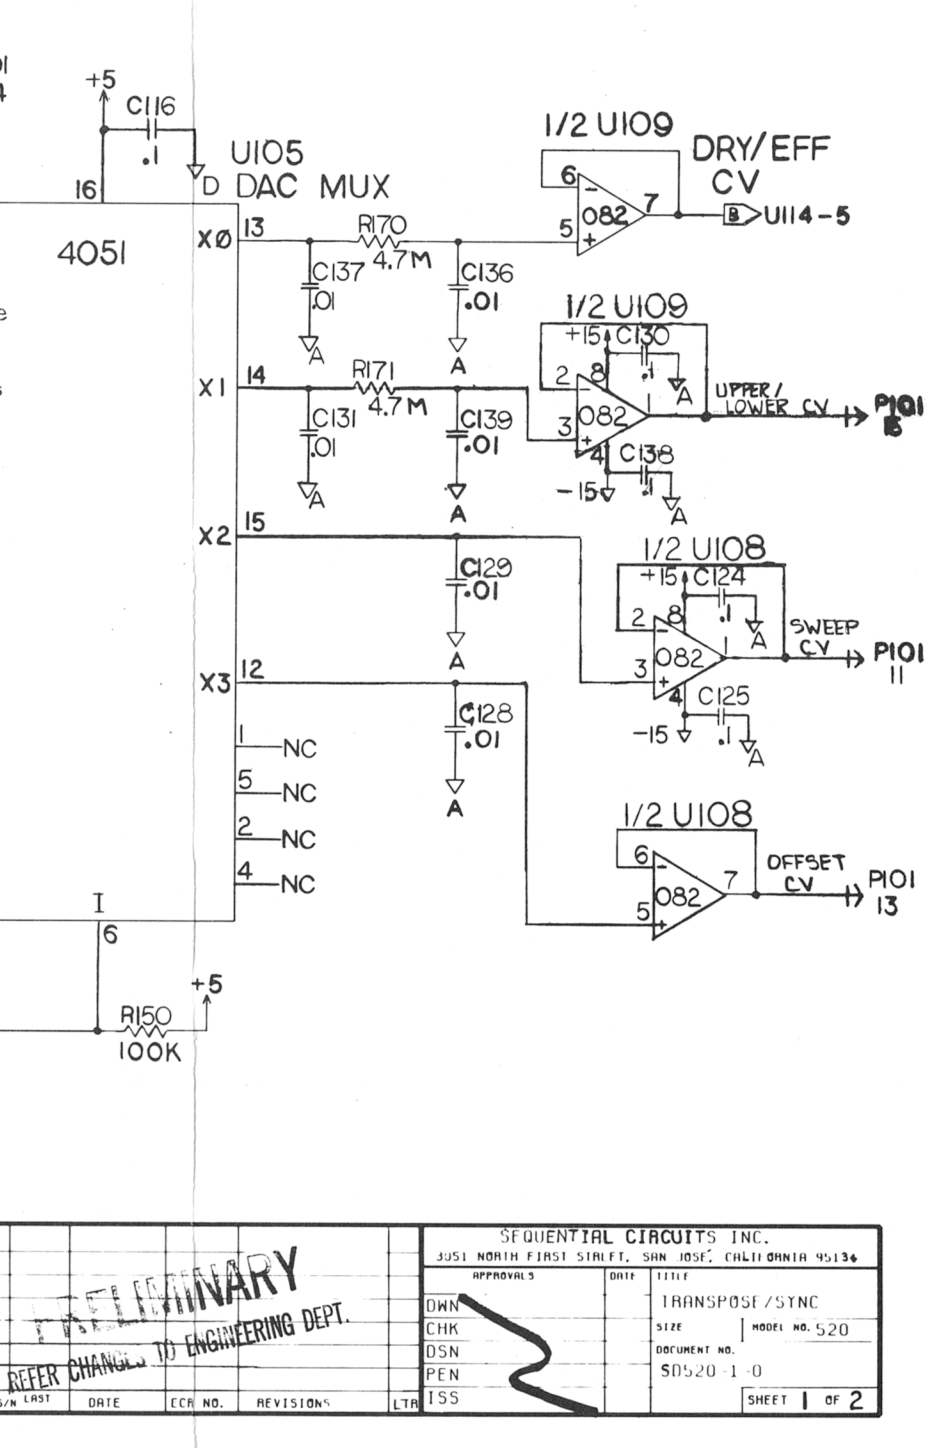 +5
C116
.1
16
D
U105
DAC MUX
4051
X0
13
R170
4.7M
C137
.01
A
C136
.01
A
1/2 U109
6
-
5
+
082
7
DRY/EFF
CV
B
U114-5
X1
14
R171
4.7M
C131
.01
A
C139
.01
A
1/2 U109
+15
C130
.1
A
8
2
-
3
+
082
1
4
-15
C138
.1
A
UPPER/
LOWER CV
P101
X2
15
C129
.01
A
1/2 U108
+15
C124
.1
A
8
2
-
3
+
082
1
4
-15
C125
.1
A
SWEEP
CV
P101
11
X3
12
C128
.01
A
1/2 U108
6
-
5
+
082
7
OFFSET
CV
P101
13
1
NC
5
NC
2
NC
4
NC
I
6
+5
R150
100K
PRELIMINARY
REFER CHANGES TO ENGINEERING DEPT.
LAST
DATE
ECR NO.
REVISIONS
LTR
SEQUENTIAL CIRCUITS INC.
3051 NORTH FIRST STREET, SAN JOSE, CALIFORNIA 95134
APPROVALS
DATE
DWN
CHK
DSN
PEN
ISS
TITLE
TRANSPOSE/SYNC
SIZE
MODEL NO. 520
DOCUMENT NO.
SD520-1-0
SHEET 1 OF 2